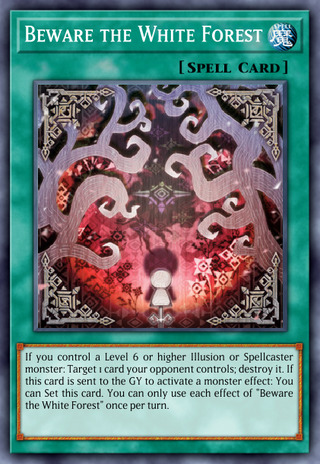 Beware the White Forest 魔
[Spell Card]
If you control a Level 6 or higher Illusion or Spellcaster
monster: Target 1 card your opponent controls; destroy it. If
this card is sent to the GY to activate a monster effect: You
can Set this card. You can only use each effect of "Beware
the White Forest" once per turn.